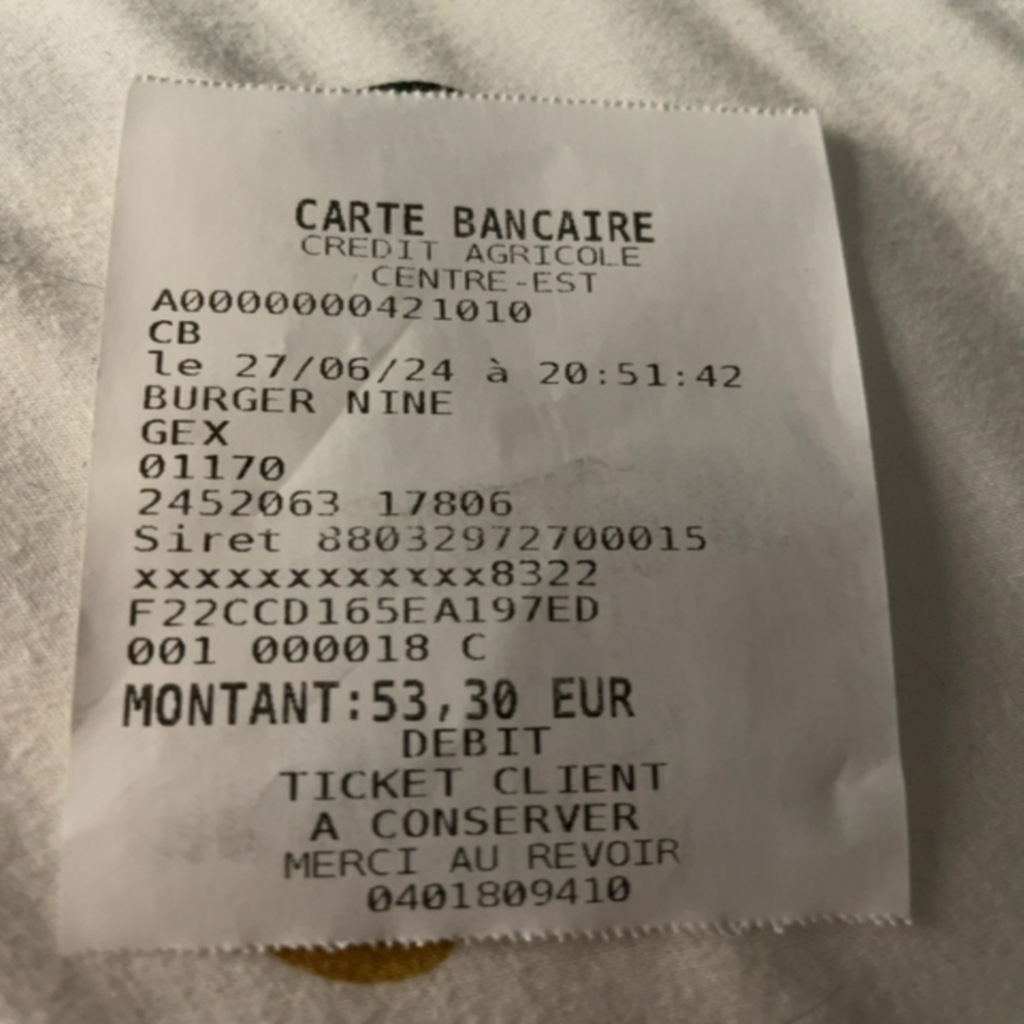 CARTE BANCAIRE
CREDIT AGRICOLE
CENTRE-EST
A0000000421010
CB
le 27/06/24 à 20:51:42
BURGER NINE
GEX
01170
2452063 17806
Siret 88032972700015
xxxxxxxxxxxx8322
F22CCD165EA197ED
001 000018 C
MONTANT:53,30 EUR
DEBIT
TICKET CLIENT
A CONSERVER
MERCI AU REVOIR
0401809410